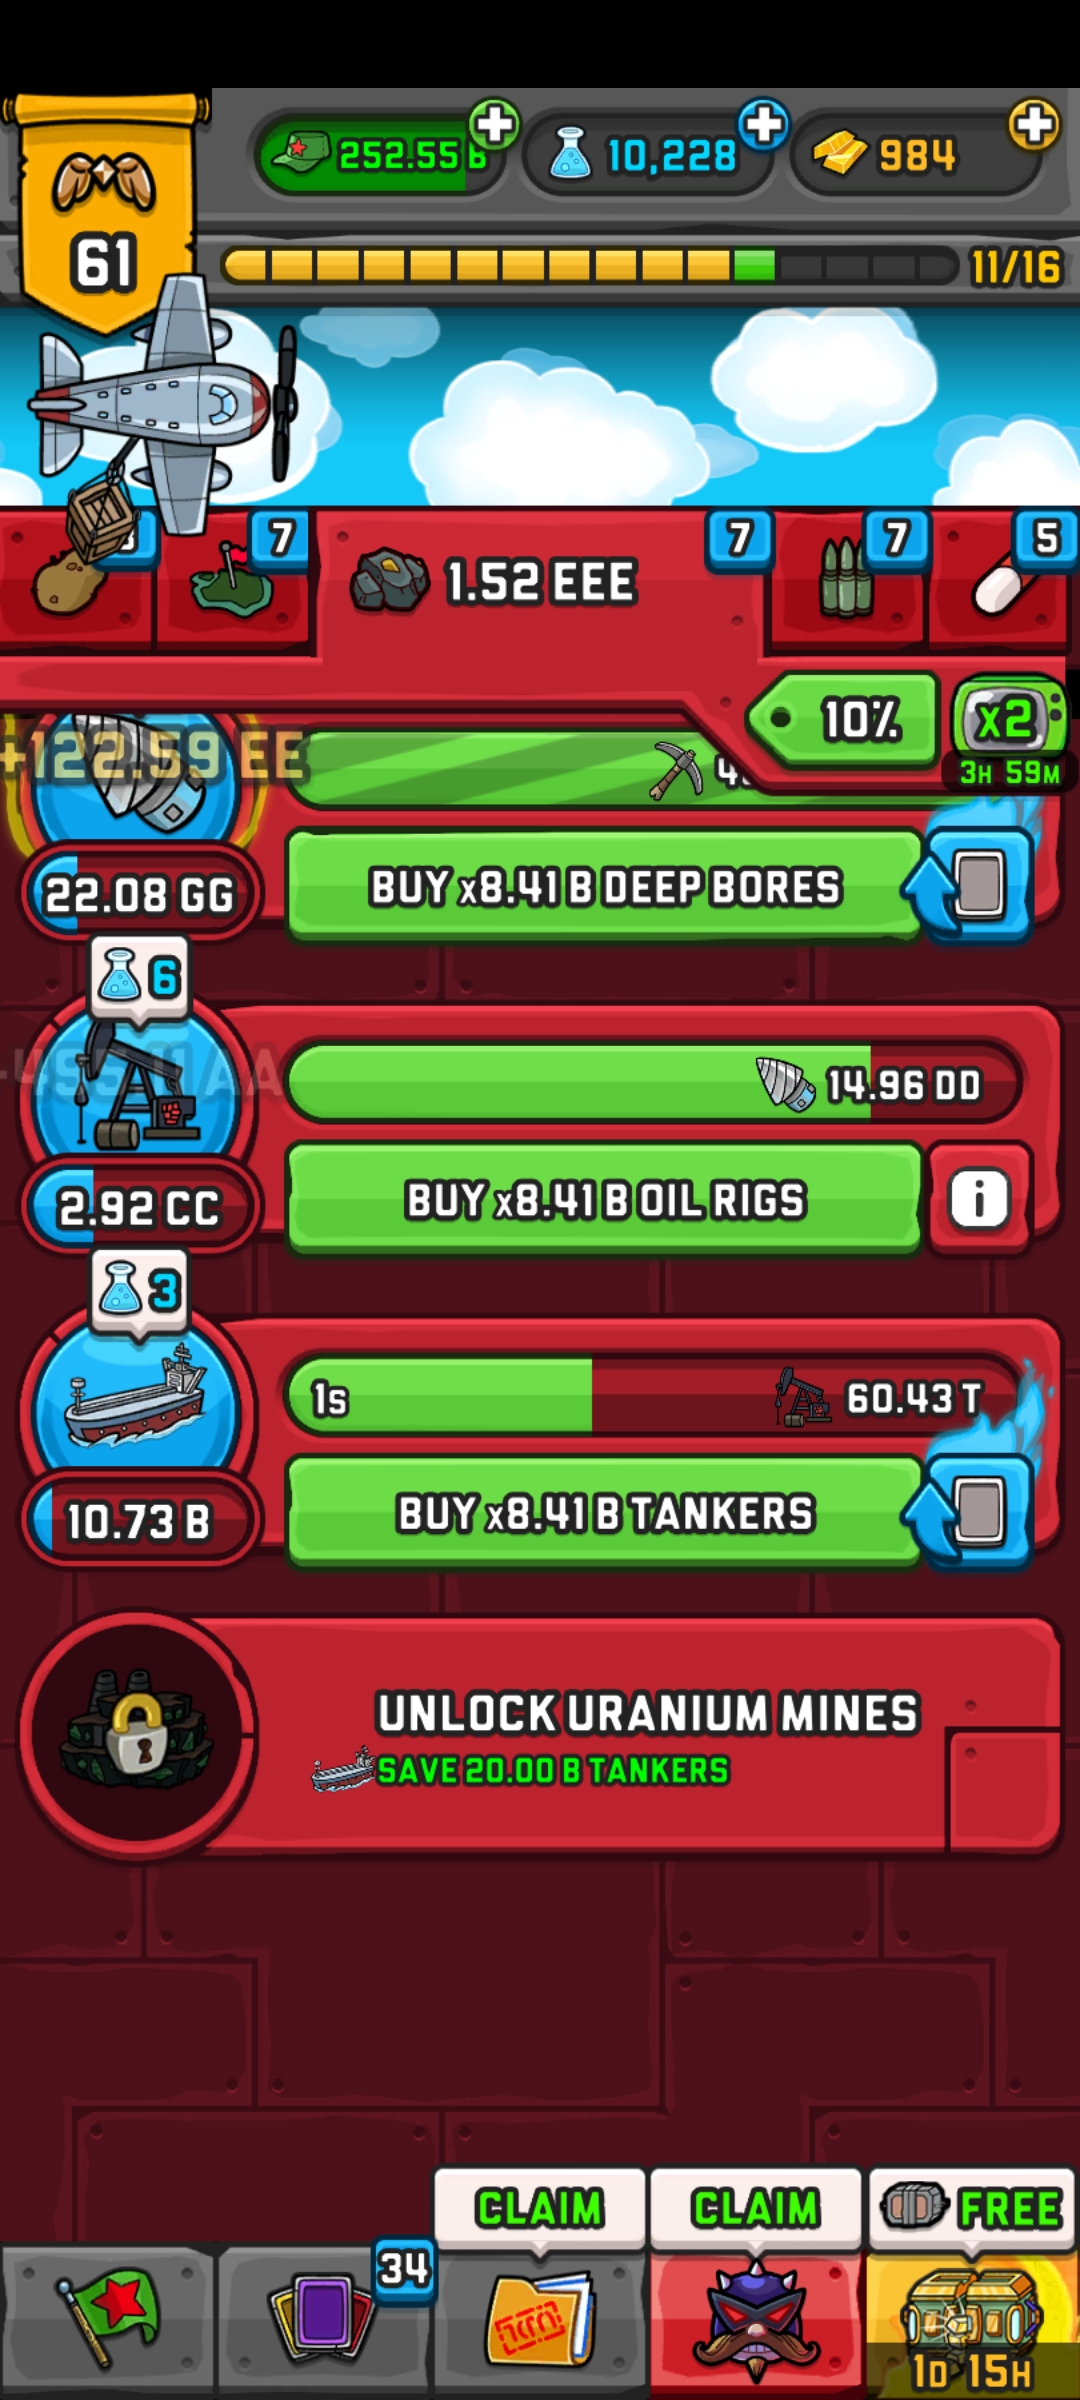 252.55 B
10,228
984
61
11/16
7
1.52 EEE
7
7
5
10%
x2
3H 59M
+122.59 EE
BUY x8.41 B DEEP BORES
22.08 GG
6
455.11 AA
14.96 DD
BUY x8.41 B OIL RIGS
i
2.92 CC
3
1s
60.43 T
BUY x8.41 B TANKERS
10.73 B
UNLOCK URANIUM MINES
SAVE 20.00 B TANKERS
CLAIM
CLAIM
FREE
34
1D 15H